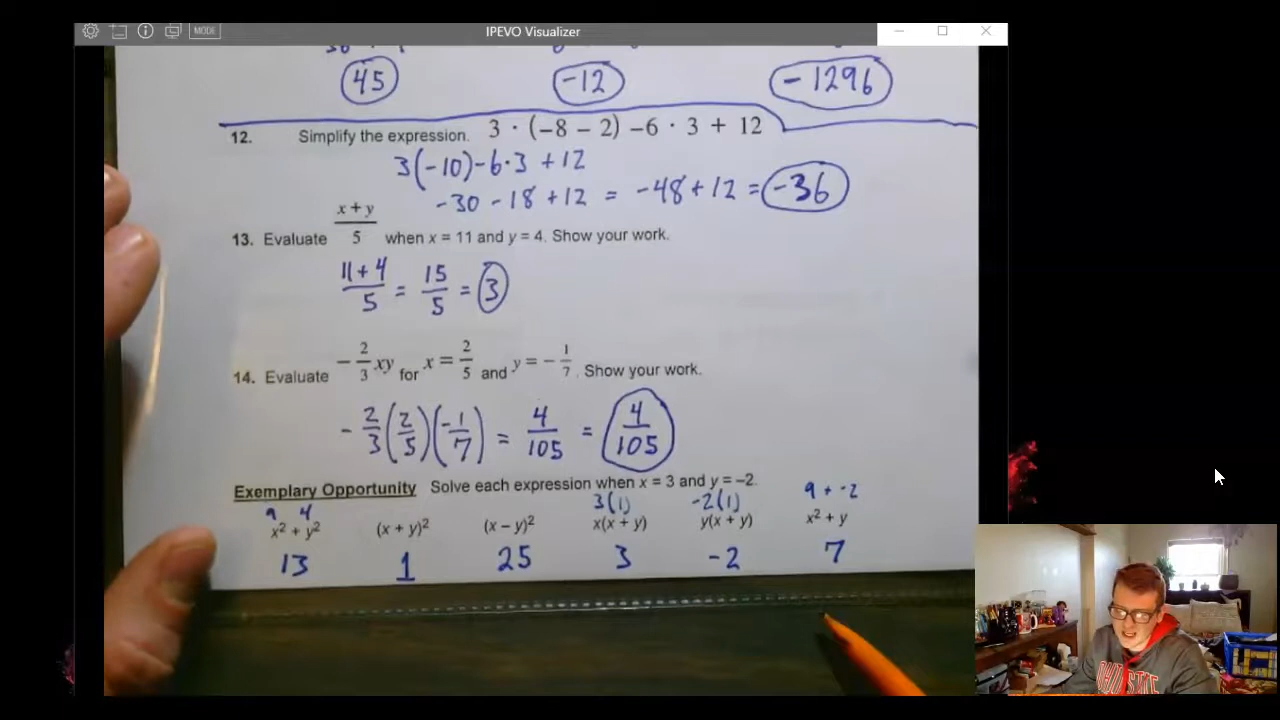 MODE
IPEVO Visualizer
45 -12 -1296
12. Simplify the expression. 3 · (−8 − 2) −6 · 3 + 12
3(-10)-6·3 +12
-30 -18 +12 = -48+12 = -36
13. Evaluate x+y/5 when x = 11 and y = 4. Show your work.
11+4/5 = 15/5 = 3
14. Evaluate −2/3 xy for x = 2/5 and y = −1/7. Show your work.
-2/3(2/5)(-1/7) = 4/105 = 4/105
Exemplary Opportunity Solve each expression when x = 3 and y = −2.
9 4 3(1) -2(1) 9 + -2
x² + y² (x + y)² (x − y)² x(x + y) y(x + y) x² + y
13 1 25 3 -2 7